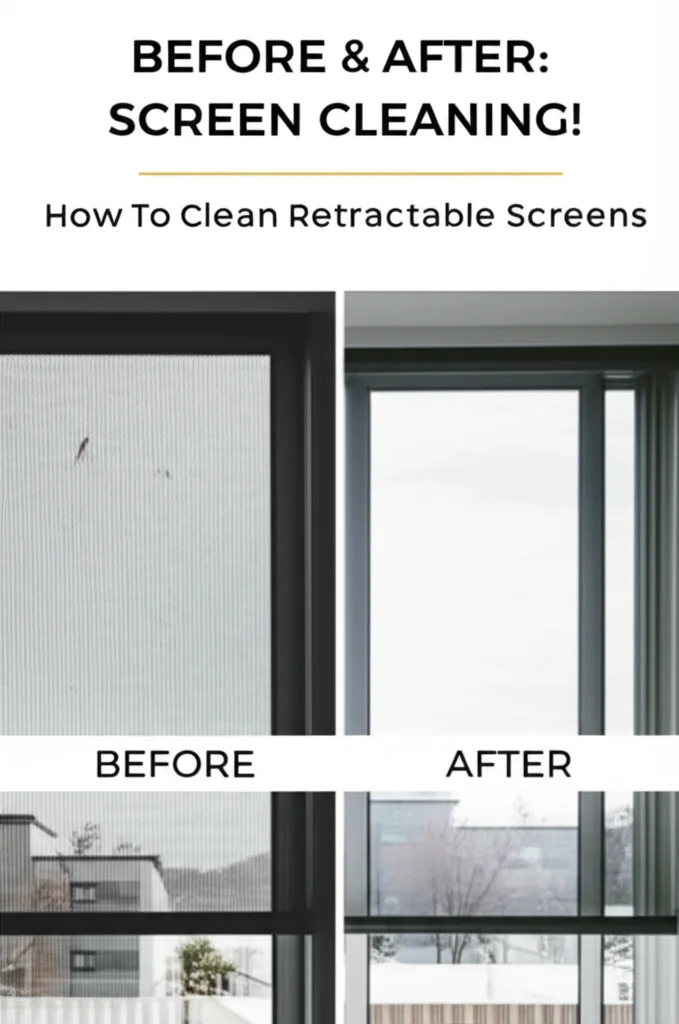 BEFORE & AFTER:
SCREEN CLEANING!
How To Clean Retractable Screens
BEFORE
AFTER